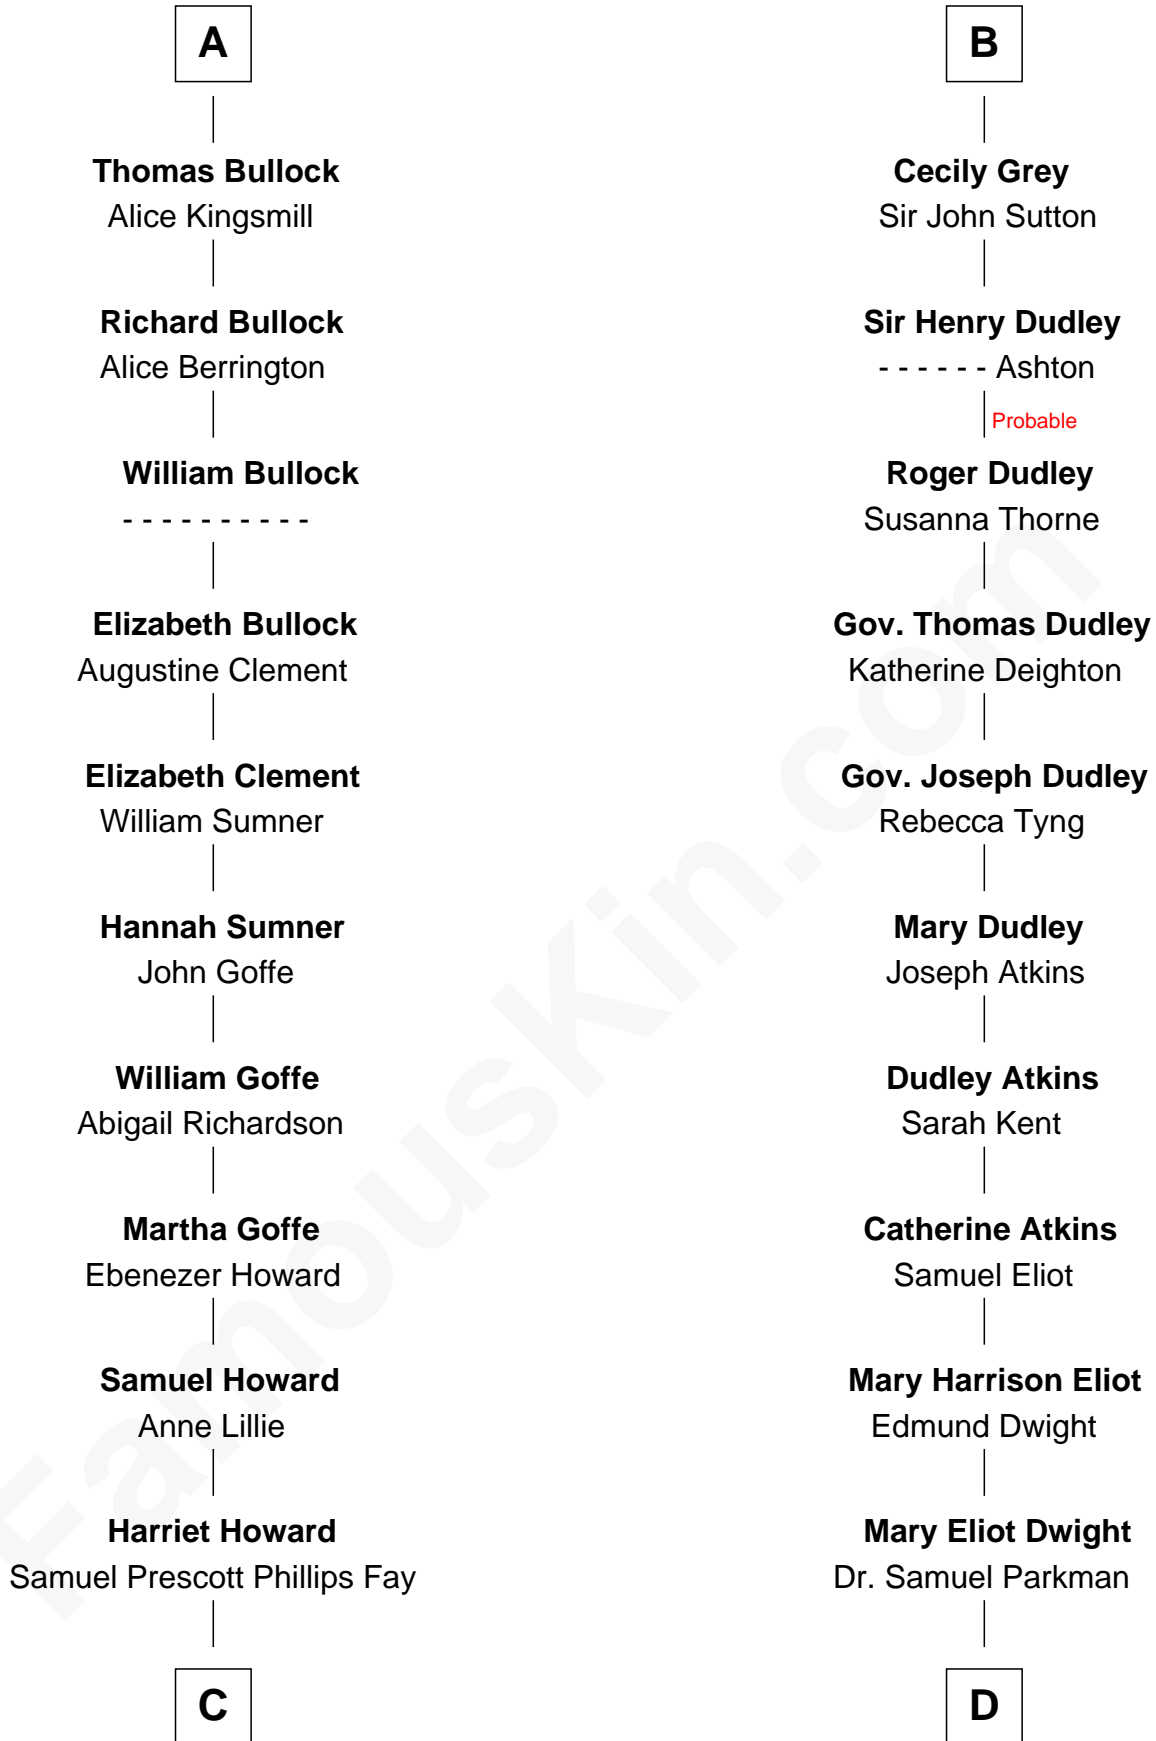 A
Thomas Bullock
Alice Kingsmill
Richard Bullock
Alice Berrington
William Bullock
- - - - - - - - - -
Elizabeth Bullock
Augustine Clement
Elizabeth Clement
William Sumner
Hannah Sumner
John Goffe
William Goffe
Abigail Richardson
Martha Goffe
Ebenezer Howard
Samuel Howard
Anne Lillie
Harriet Howard
Samuel Prescott Phillips Fay
C
B
Cecily Grey
Sir John Sutton
Sir Henry Dudley
- - - - - - Ashton
Probable
Roger Dudley
Susanna Thorne
Gov. Thomas Dudley
Katherine Deighton
Gov. Joseph Dudley
Rebecca Tyng
Mary Dudley
Joseph Atkins
Dudley Atkins
Sarah Kent
Catherine Atkins
Samuel Eliot
Mary Harrison Eliot
Edmund Dwight
Mary Eliot Dwight
Dr. Samuel Parkman
D
FamousKin.com